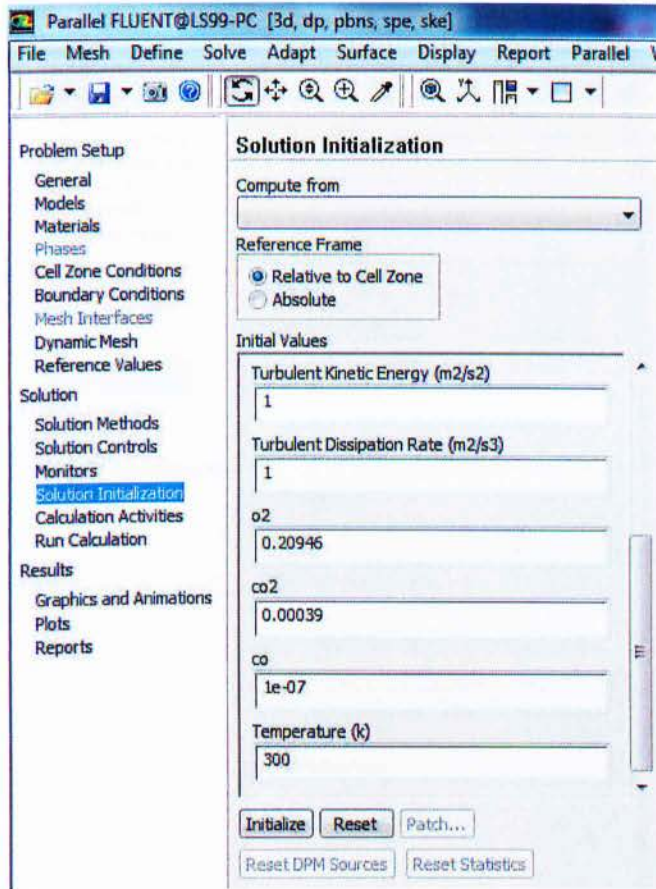 Parallel FLUENT@LS99-PC [3d, dp, pbns, spe, ske]
File Mesh Define Solve Adapt Surface Display Report Parallel
Problem Setup
General
Models
Materials
Phases
Cell Zone Conditions
Boundary Conditions
Mesh Interfaces
Dynamic Mesh
Reference Values
Solution
Solution Methods
Solution Controls
Monitors
Solution Initialization
Calculation Activities
Run Calculation
Results
Graphics and Animations
Plots
Reports
Solution Initialization
Compute from
Reference Frame
Relative to Cell Zone
Absolute
Initial Values
Turbulent Kinetic Energy (m2/s2)
1
Turbulent Dissipation Rate (m2/s3)
1
o2
0.20946
co2
0.00039
co
1e-07
Temperature (k)
300
Initialize Reset Patch...
Reset DPM Sources Reset Statistics